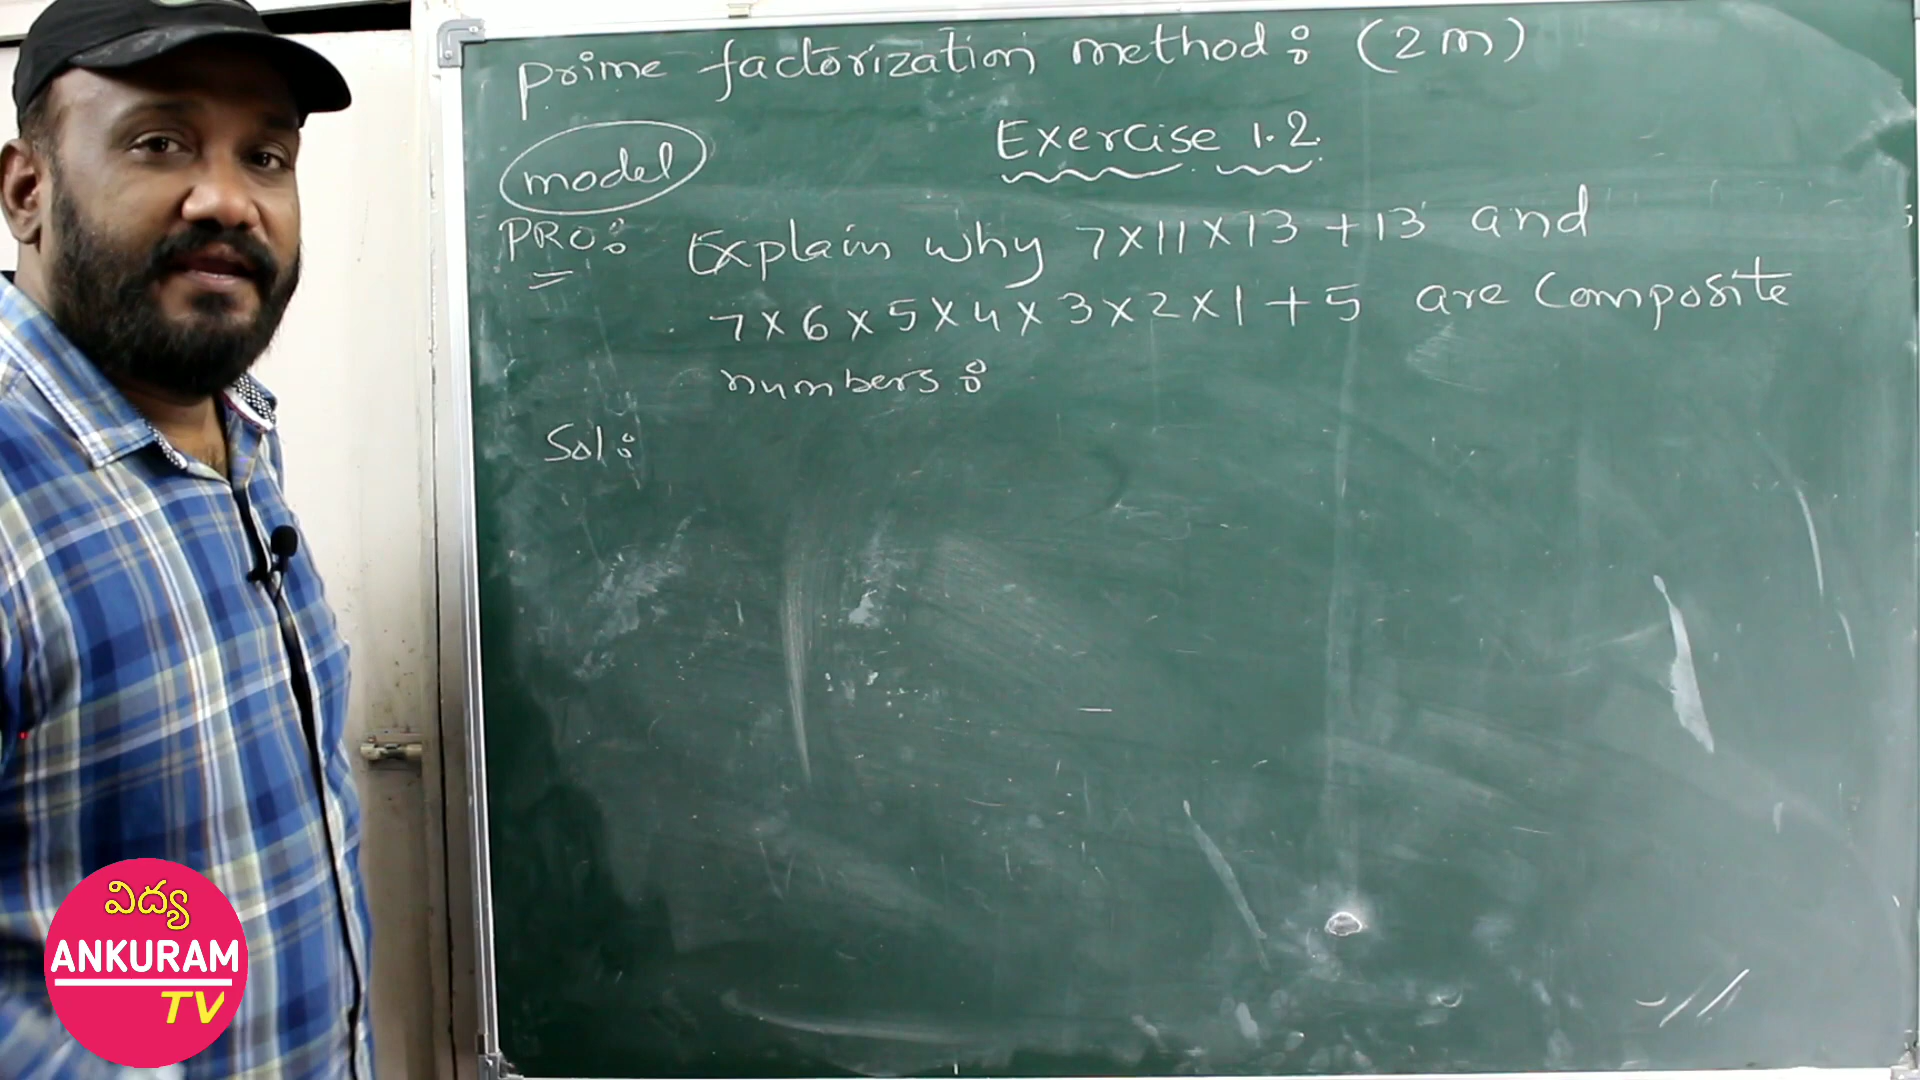 Prime factorization method : (2 m)
Exercise 1.2.
model
PRO: Explain why 7×11×13 + 13 and
7×6×5×4×3×2×1 + 5 are Composite
numbers :
Sol:
విద్య
ANKURAM
TV